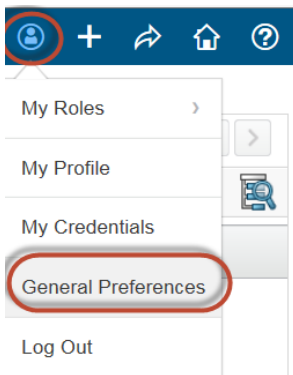 My Roles
My Profile
My Credentials
General Preferences
Log Out